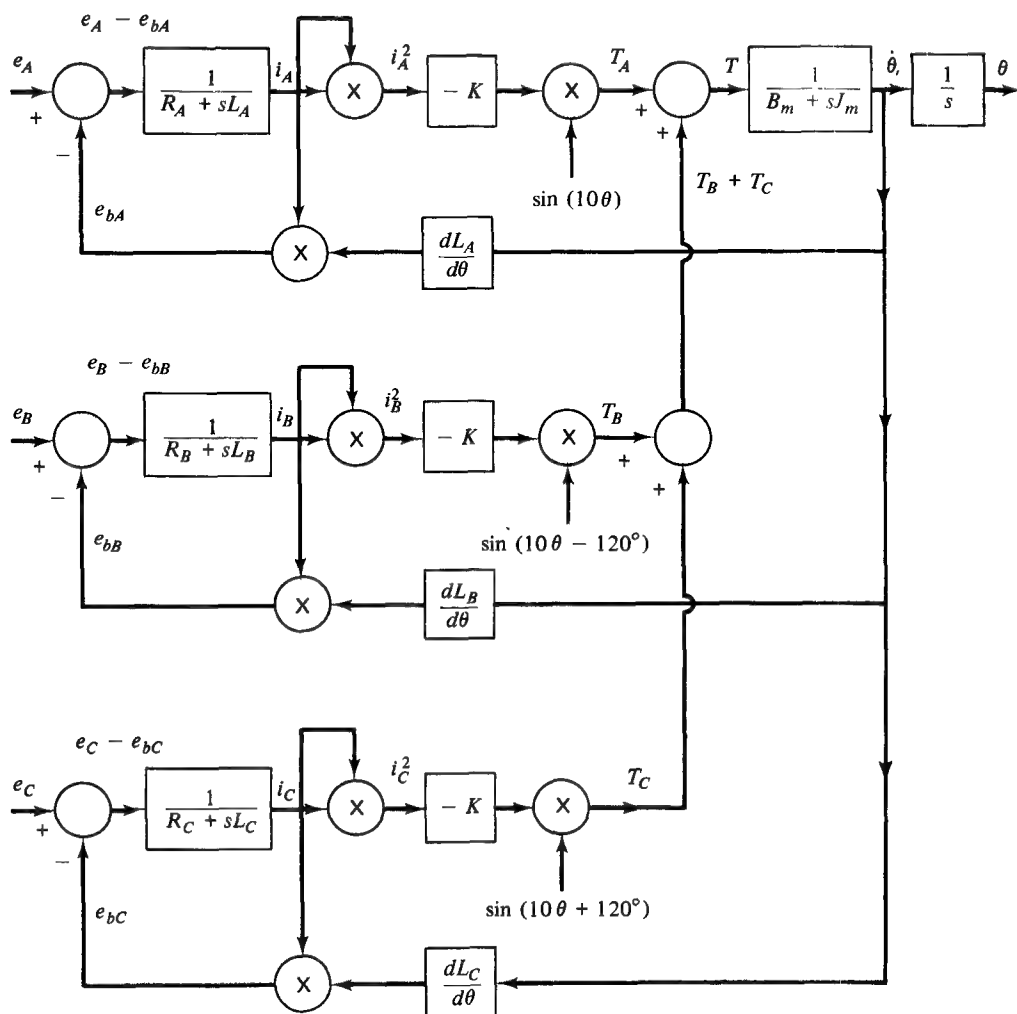 e_A − e_bA
e_A
+
−
1 / (R_A + sL_A)
i_A
X
i_A^2
− K
X
sin (10θ)
T_A
+
+
T
1 / (B_m + sJ_m)
θ̇,
1 / s
θ
T_B + T_C
e_bA
X
dL_A / dθ
e_B − e_bB
e_B
+
−
1 / (R_B + sL_B)
i_B
X
i_B^2
− K
X
T_B
+
+
sin (10θ − 120°)
e_bB
X
dL_B / dθ
e_C − e_bC
e_C
+
−
1 / (R_C + sL_C)
i_C
X
i_C^2
− K
X
T_C
sin (10θ + 120°)
e_bC
X
dL_C / dθ